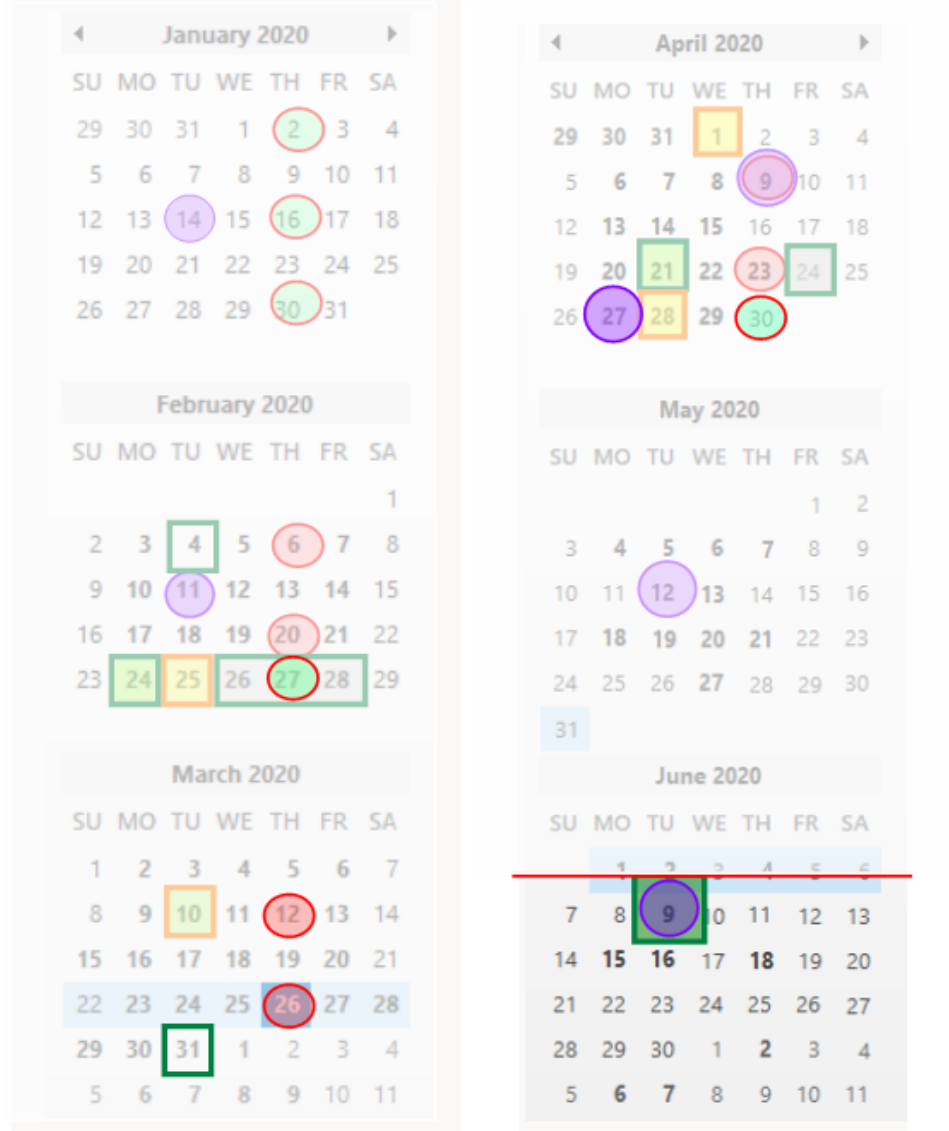 January 2020
SU MO TU WE TH FR SA
29 30 31 1 2 3 4
5 6 7 8 9 10 11
12 13 14 15 16 17 18
19 20 21 22 23 24 25
26 27 28 29 30 31
February 2020
SU MO TU WE TH FR SA
1
2 3 4 5 6 7 8
9 10 11 12 13 14 15
16 17 18 19 20 21 22
23 24 25 26 27 28 29
March 2020
SU MO TU WE TH FR SA
1 2 3 4 5 6 7
8 9 10 11 12 13 14
15 16 17 18 19 20 21
22 23 24 25 26 27 28
29 30 31 1 2 3 4
5 6 7 8 9 10 11
April 2020
SU MO TU WE TH FR SA
29 30 31 1 2 3 4
5 6 7 8 9 10 11
12 13 14 15 16 17 18
19 20 21 22 23 24 25
26 27 28 29 30
May 2020
SU MO TU WE TH FR SA
1 2
3 4 5 6 7 8 9
10 11 12 13 14 15 16
17 18 19 20 21 22 23
24 25 26 27 28 29 30
31
June 2020
SU MO TU WE TH FR SA
1 2 3 4 5 6
7 8 9 10 11 12 13
14 15 16 17 18 19 20
21 22 23 24 25 26 27
28 29 30 1 2 3 4
5 6 7 8 9 10 11